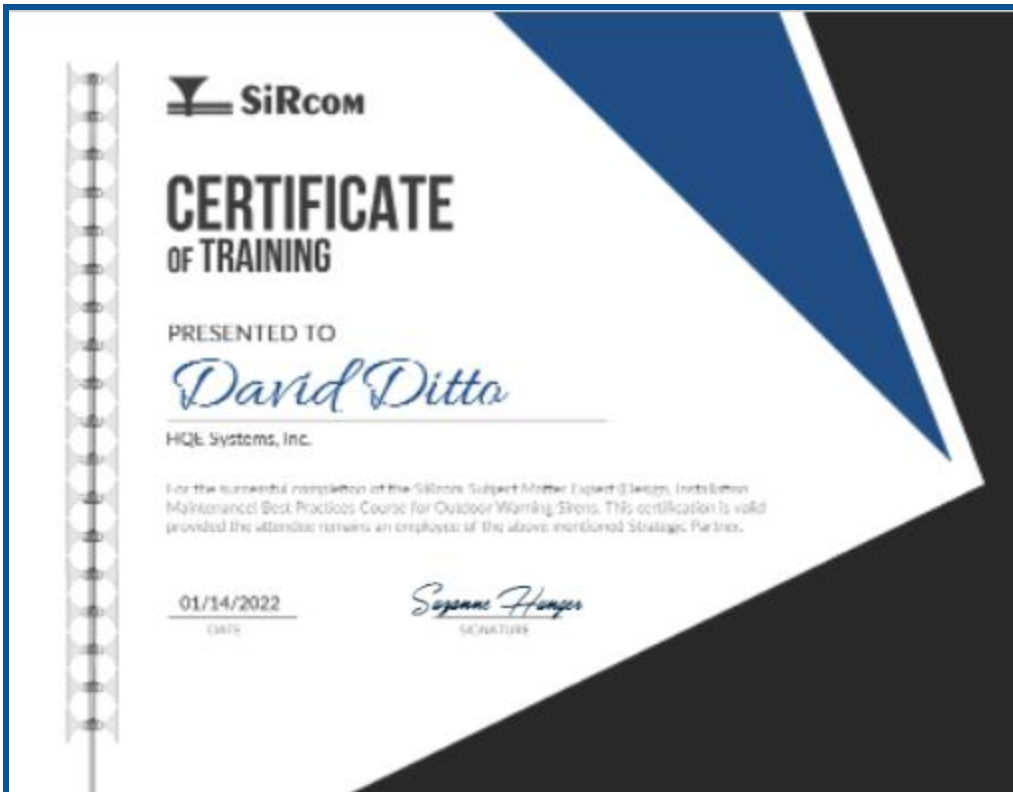 SiRcom
CERTIFICATE
OF TRAINING
PRESENTED TO
David Ditto
HQE Systems, Inc.
For the successful completion of the SiRcom Subject Matter Expert (Design, Installation
Maintenance) Best Practices Course for Outdoor Warning Sirens. This certification is valid
provided the attendee remains an employee of the above mentioned Strategic Partner.
01/14/2022
DATE
Suzanne Hunger
SIGNATURE